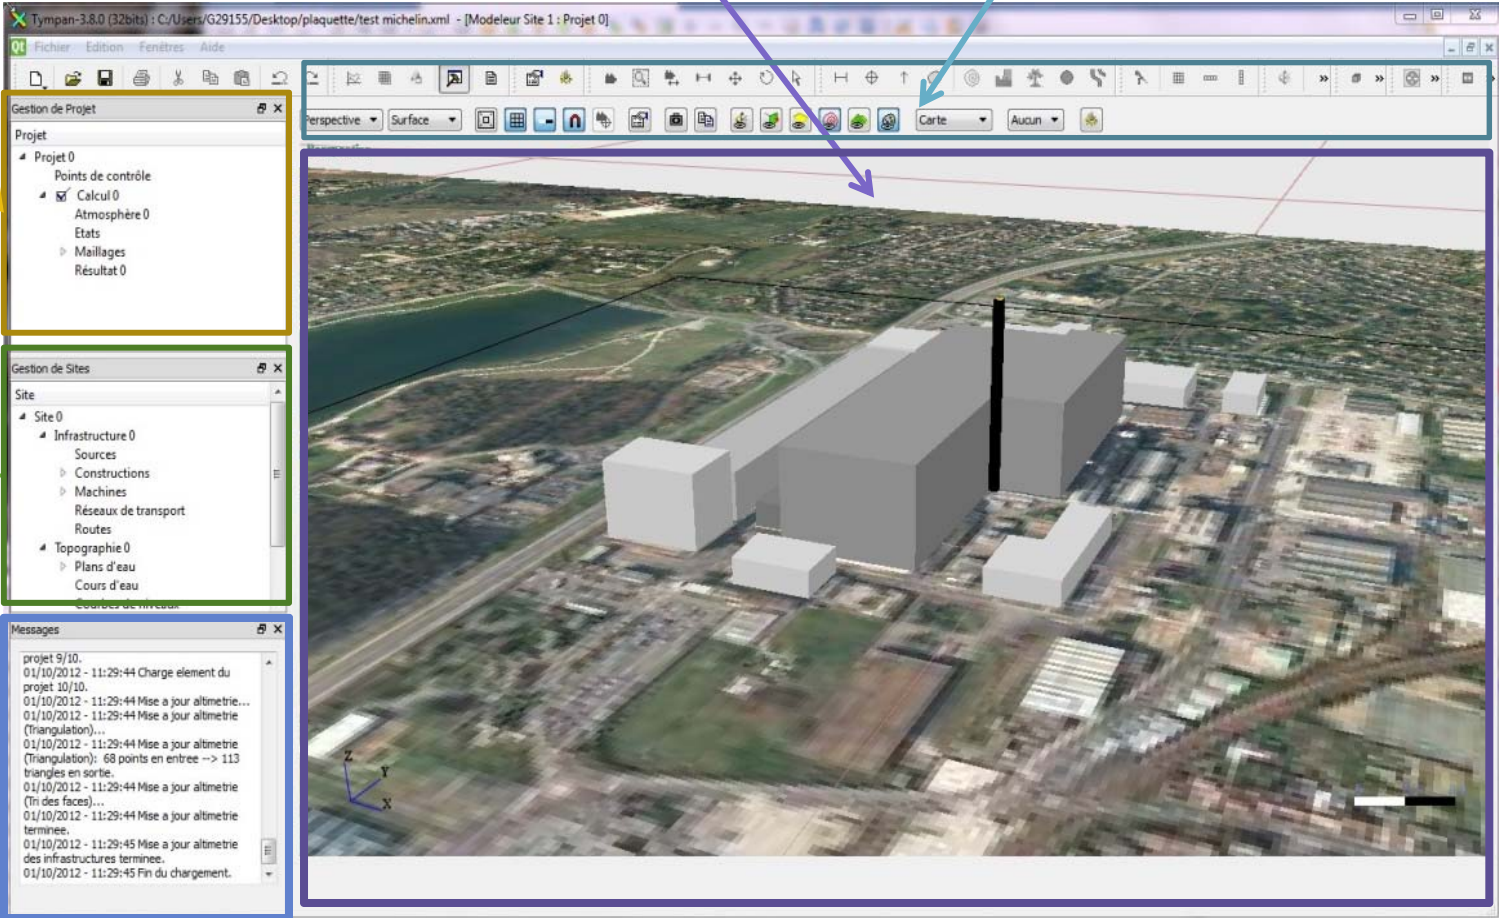 Tympan-3.8.0 (32bits) : C:/Users/G29155/Desktop/plaquette/test michelin.xml - [Modeleur Site 1 : Projet 0]
Fichier Edition Fenêtres Aide
Perspective Surface Carte Aucun
Gestion de Projet
Projet
Projet 0
Points de contrôle
Calcul 0
Atmosphère 0
Etats
Maillages
Résultat 0
Gestion de Sites
Site
Site 0
Infrastructure 0
Sources
Constructions
Machines
Réseaux de transport
Routes
Topographie 0
Plans d'eau
Cours d'eau
Courbes de niveaux
Messages
projet 9/10.
01/10/2012 - 11:29:44 Charge element du
projet 10/10.
01/10/2012 - 11:29:44 Mise a jour altimetrie...
01/10/2012 - 11:29:44 Mise a jour altimetrie
(Triangulation)...
01/10/2012 - 11:29:44 Mise a jour altimetrie
(Triangulation): 68 points en entree --> 113
triangles en sortie.
01/10/2012 - 11:29:44 Mise a jour altimetrie
(Tri des faces)...
01/10/2012 - 11:29:44 Mise a jour altimetrie
terminee.
01/10/2012 - 11:29:45 Mise a jour altimetrie
des infrastructures terminee.
01/10/2012 - 11:29:45 Fin du chargement.
Perspective
Z
Y
X